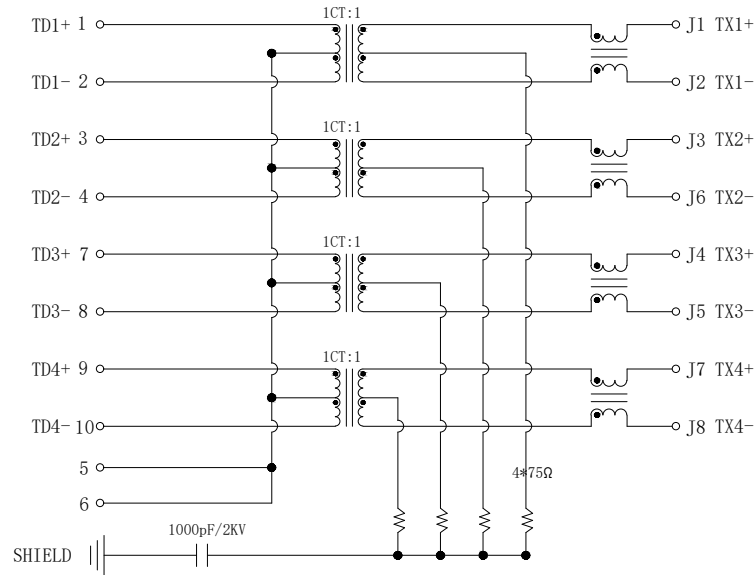 1CT:1
TD1+ 1 J1 TX1+
TD1- 2 J2 TX1-
1CT:1
TD2+ 3 J3 TX2+
TD2- 4 J6 TX2-
1CT:1
TD3+ 7 J4 TX3+
TD3- 8 J5 TX3-
1CT:1
TD4+ 9 J7 TX4+
TD4- 10 J8 TX4-
5
4*75Ω
6
1000pF/2KV
SHIELD